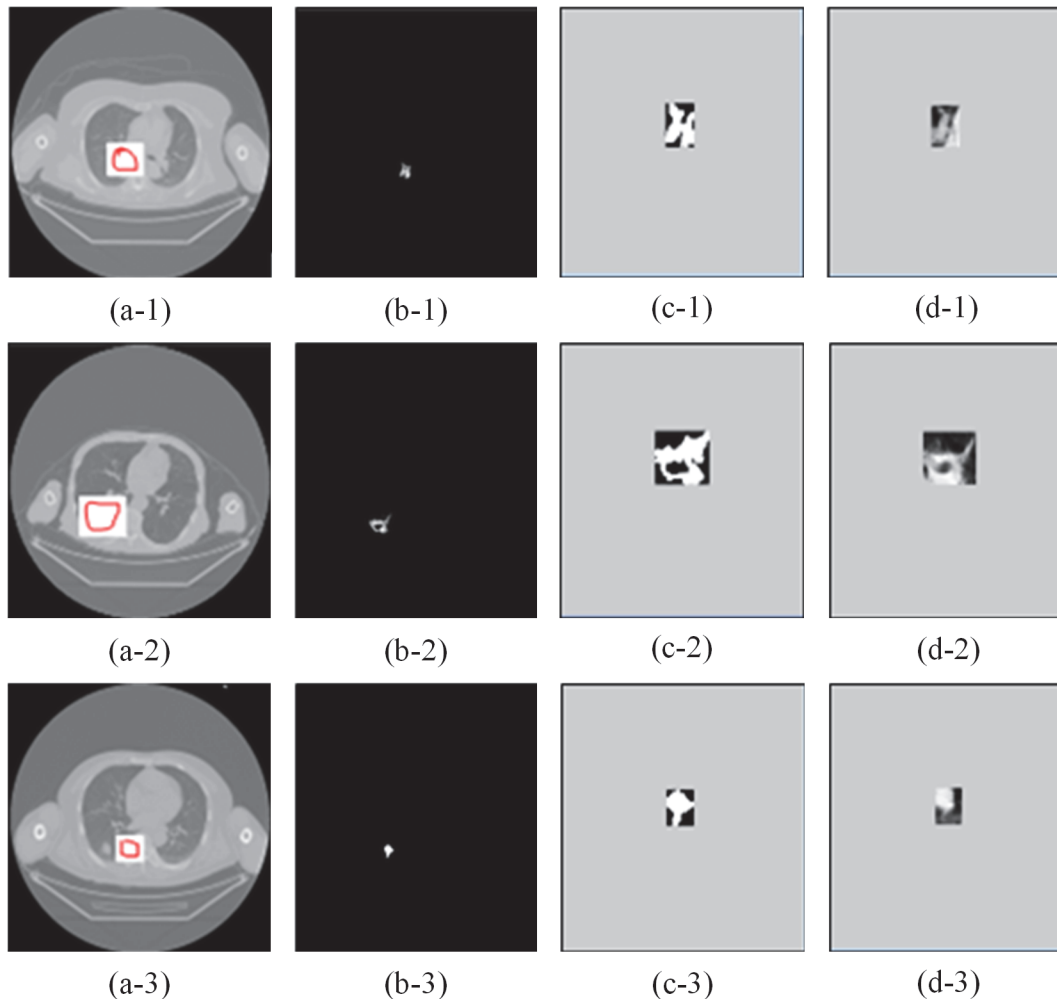 (a-1) (b-1) (c-1) (d-1)
(a-2) (b-2) (c-2) (d-2)
(a-3) (b-3) (c-3) (d-3)